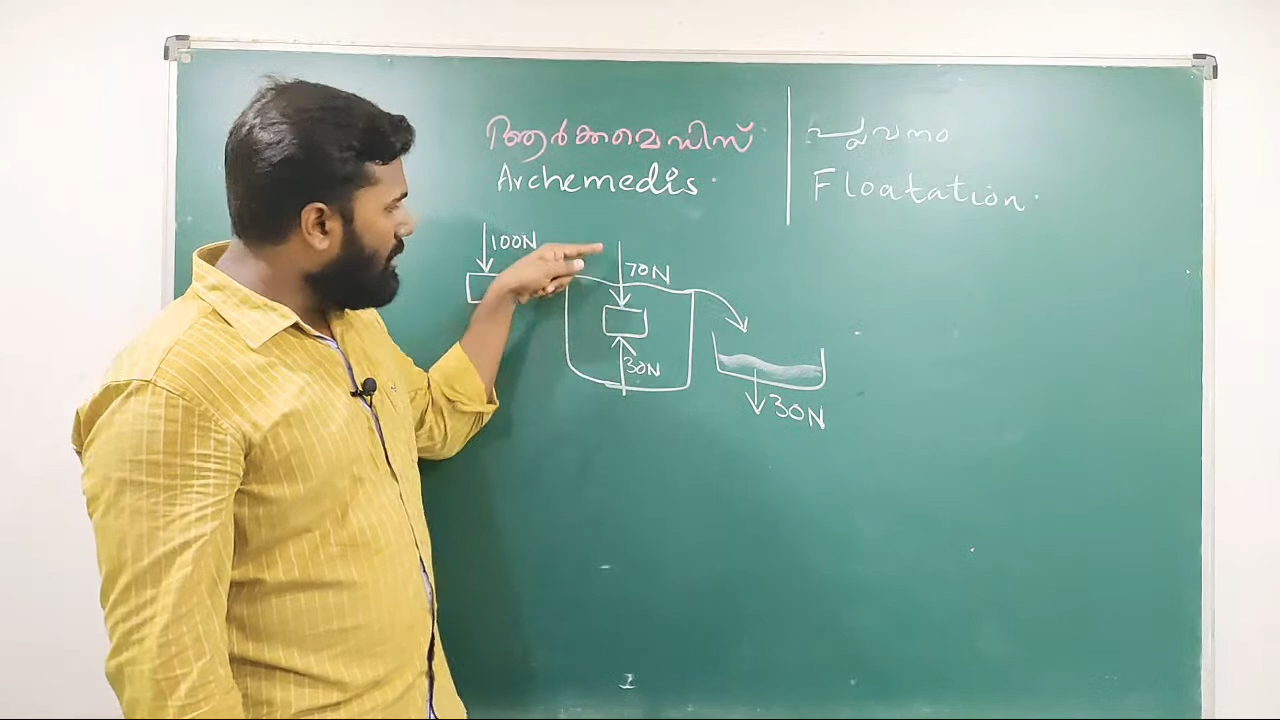 ആർക്കമെഡിസ്
Archemedis
പ്ലവനം
Floatation
100N
70N
30N
30N